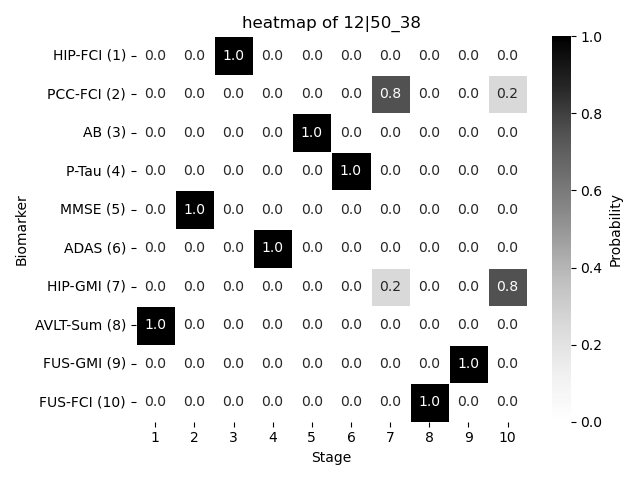 heatmap of 12|50_38
HIP-FCI (1) 0.0 0.0 1.0 0.0 0.0 0.0 0.0 0.0 0.0 0.0
PCC-FCI (2) 0.0 0.0 0.0 0.0 0.0 0.0 0.8 0.0 0.0 0.2
AB (3) 0.0 0.0 0.0 0.0 1.0 0.0 0.0 0.0 0.0 0.0
P-Tau (4) 0.0 0.0 0.0 0.0 0.0 1.0 0.0 0.0 0.0 0.0
MMSE (5) 0.0 1.0 0.0 0.0 0.0 0.0 0.0 0.0 0.0 0.0
ADAS (6) 0.0 0.0 0.0 1.0 0.0 0.0 0.0 0.0 0.0 0.0
HIP-GMI (7) 0.0 0.0 0.0 0.0 0.0 0.0 0.2 0.0 0.0 0.8
AVLT-Sum (8) 1.0 0.0 0.0 0.0 0.0 0.0 0.0 0.0 0.0 0.0
FUS-GMI (9) 0.0 0.0 0.0 0.0 0.0 0.0 0.0 0.0 1.0 0.0
FUS-FCI (10) 0.0 0.0 0.0 0.0 0.0 0.0 0.0 1.0 0.0 0.0
1 2 3 4 5 6 7 8 9 10
Stage
Biomarker
1.0
0.8
0.6
0.4
0.2
0.0
Probability